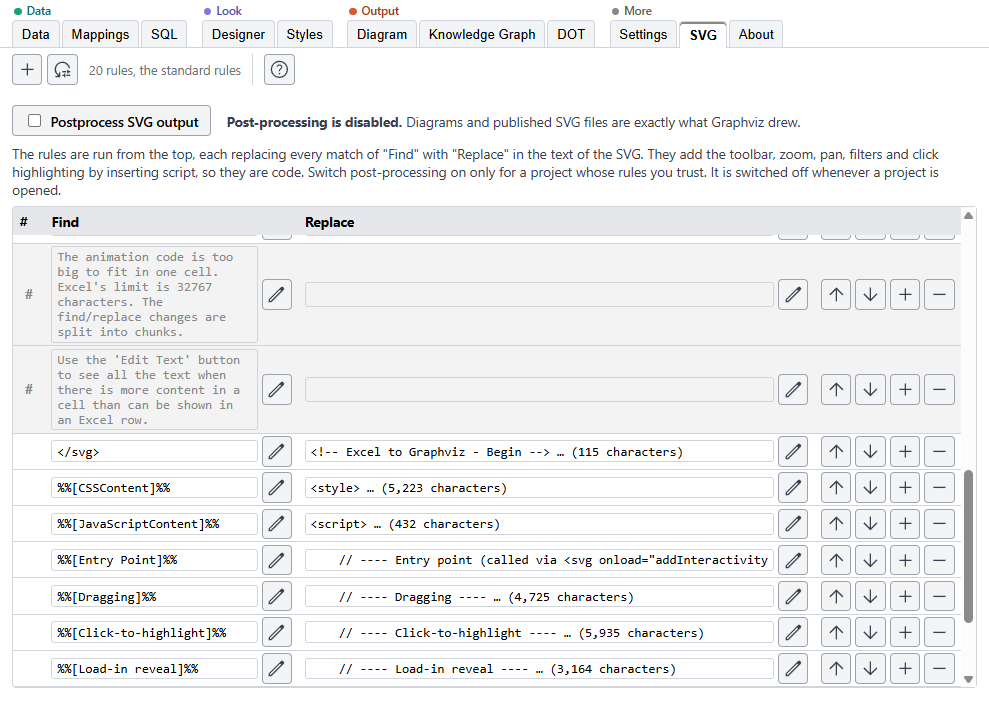 Data Look Output More
Data Mappings SQL Designer Styles Diagram Knowledge Graph DOT Settings SVG About
20 rules, the standard rules
Postprocess SVG output Post-processing is disabled. Diagrams and published SVG files are exactly what Graphviz drew.
The rules are run from the top, each replacing every match of "Find" with "Replace" in the text of the SVG. They add the toolbar, zoom, pan, filters and click
highlighting by inserting script, so they are code. Switch post-processing on only for a project whose rules you trust. It is switched off whenever a project is
opened.
# Find Replace
The animation code is too
big to fit in one cell.
# Excel's limit is 32767
characters. The
find/replace changes are
split into chunks.
Use the 'Edit Text' button
to see all the text when
# there is more content in a
cell than can be shown in
an Excel row.
</svg> <!-- Excel to Graphviz - Begin --> … (115 characters)
%%[CSSContent]%% <style> … (5,223 characters)
%%[JavaScriptContent]%% <script> … (432 characters)
%%[Entry Point]%% // ---- Entry point (called via <svg onload="addInteractivity
%%[Dragging]%% // ---- Dragging ---- … (4,725 characters)
%%[Click-to-highlight]%% // ---- Click-to-highlight ---- … (5,935 characters)
%%[Load-in reveal]%% // ---- Load-in reveal ---- … (3,164 characters)